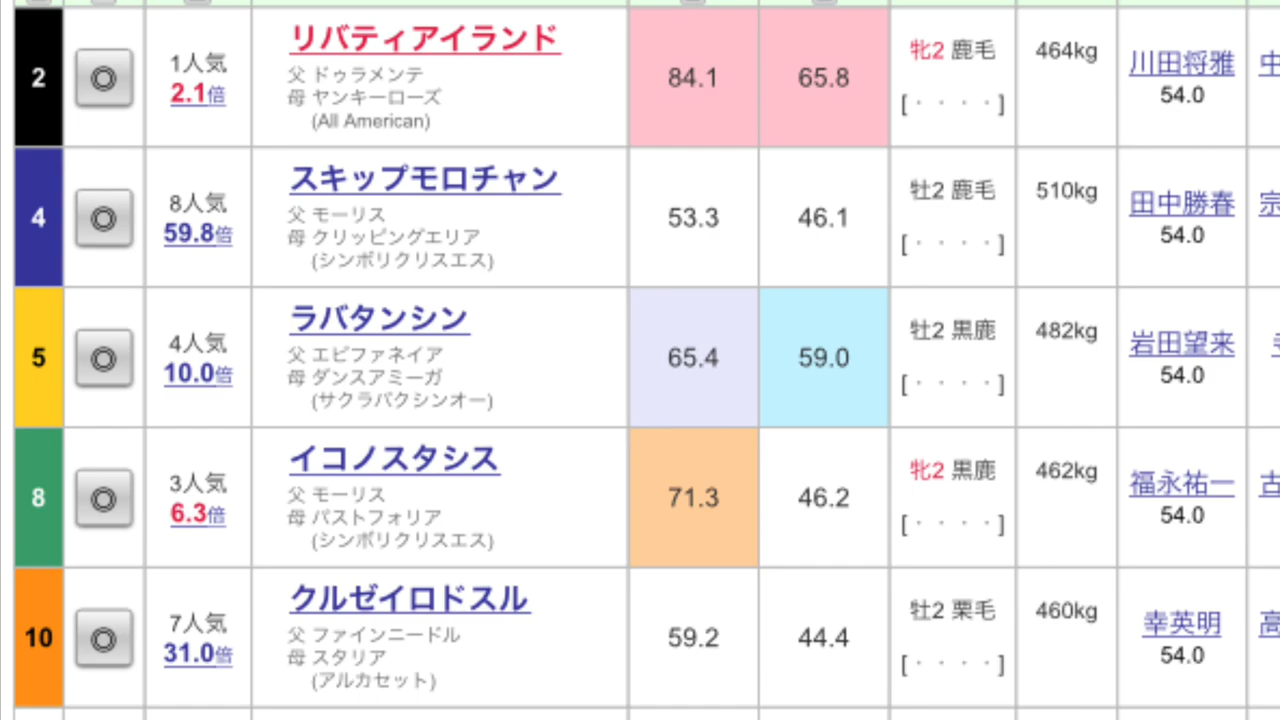 2 ◎ 1人気 リバティアイランド 84.1 65.8 牝2 鹿毛 464kg 川田将雅 中
2.1倍 父 ドゥラメンテ [・・・・] 54.0
母 ヤンキーローズ
(All American)
4 ◎ 8人気 スキップモロチャン 53.3 46.1 牡2 鹿毛 510kg 田中勝春 宗
59.8倍 父 モーリス [・・・・] 54.0
母 クリッピングエリア
(シンボリクリスエス)
5 ◎ 4人気 ラバタンシン 65.4 59.0 牡2 黒鹿 482kg 岩田望来
10.0倍 父 エピファネイア [・・・・] 54.0
母 ダンスアミーガ
(サクラバクシンオー)
8 ◎ 3人気 イコノスタシス 71.3 46.2 牝2 黒鹿 462kg 福永祐一 古
6.3倍 父 モーリス [・・・・] 54.0
母 パストフォリア
(シンボリクリスエス)
10 ◎ 7人気 クルゼイロドスル 59.2 44.4 牡2 栗毛 460kg 幸英明 高
31.0倍 父 ファインニードル [・・・・] 54.0
母 スタリア
(アルカセット)